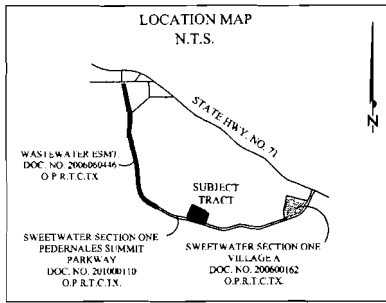 LOCATION MAP
N.T.S.
STATE HWY. NO. 71
N
WASTEWATER ESMT.
DOC. NO. 2006060446
O.P.R.T.C.TX
SUBJECT
TRACT
SWEETWATER SECTION ONE
PEDERNALES SUMMIT
PARKWAY
DOC. NO. 201000110
O.P.R.T.C.TX.
SWEETWATER SECTION ONE
VILLAGE A
DOC. NO. 200600162
O.P.R.T.C.TX.